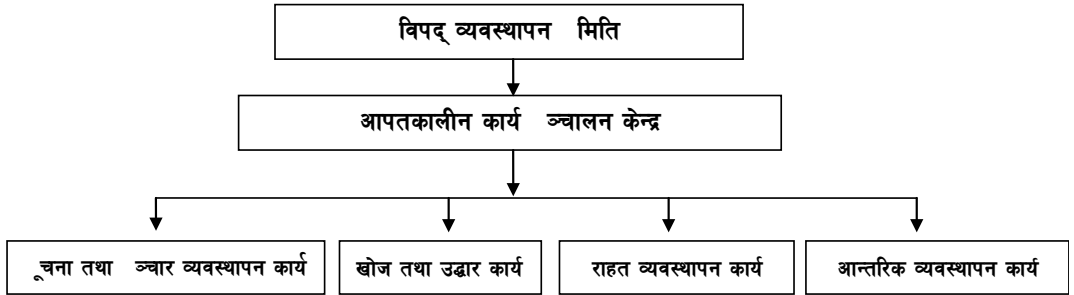 विपद् व्यवस्थापन मिति
आपतकालीन कार्य ञ्चालन केन्द्र
ूचना तथा ञ्चार व्यवस्थापन कार्य
खोज तथा उद्धार कार्य
राहत व्यवस्थापन कार्य
आन्तरिक व्यवस्थापन कार्य